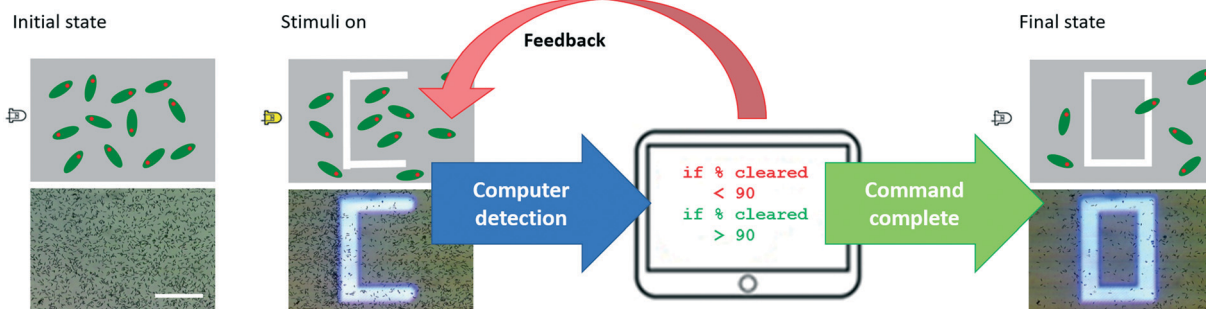 Initial state
Stimuli on
Feedback
Final state
Computer
detection
if % cleared
< 90
if % cleared
> 90
Command
complete